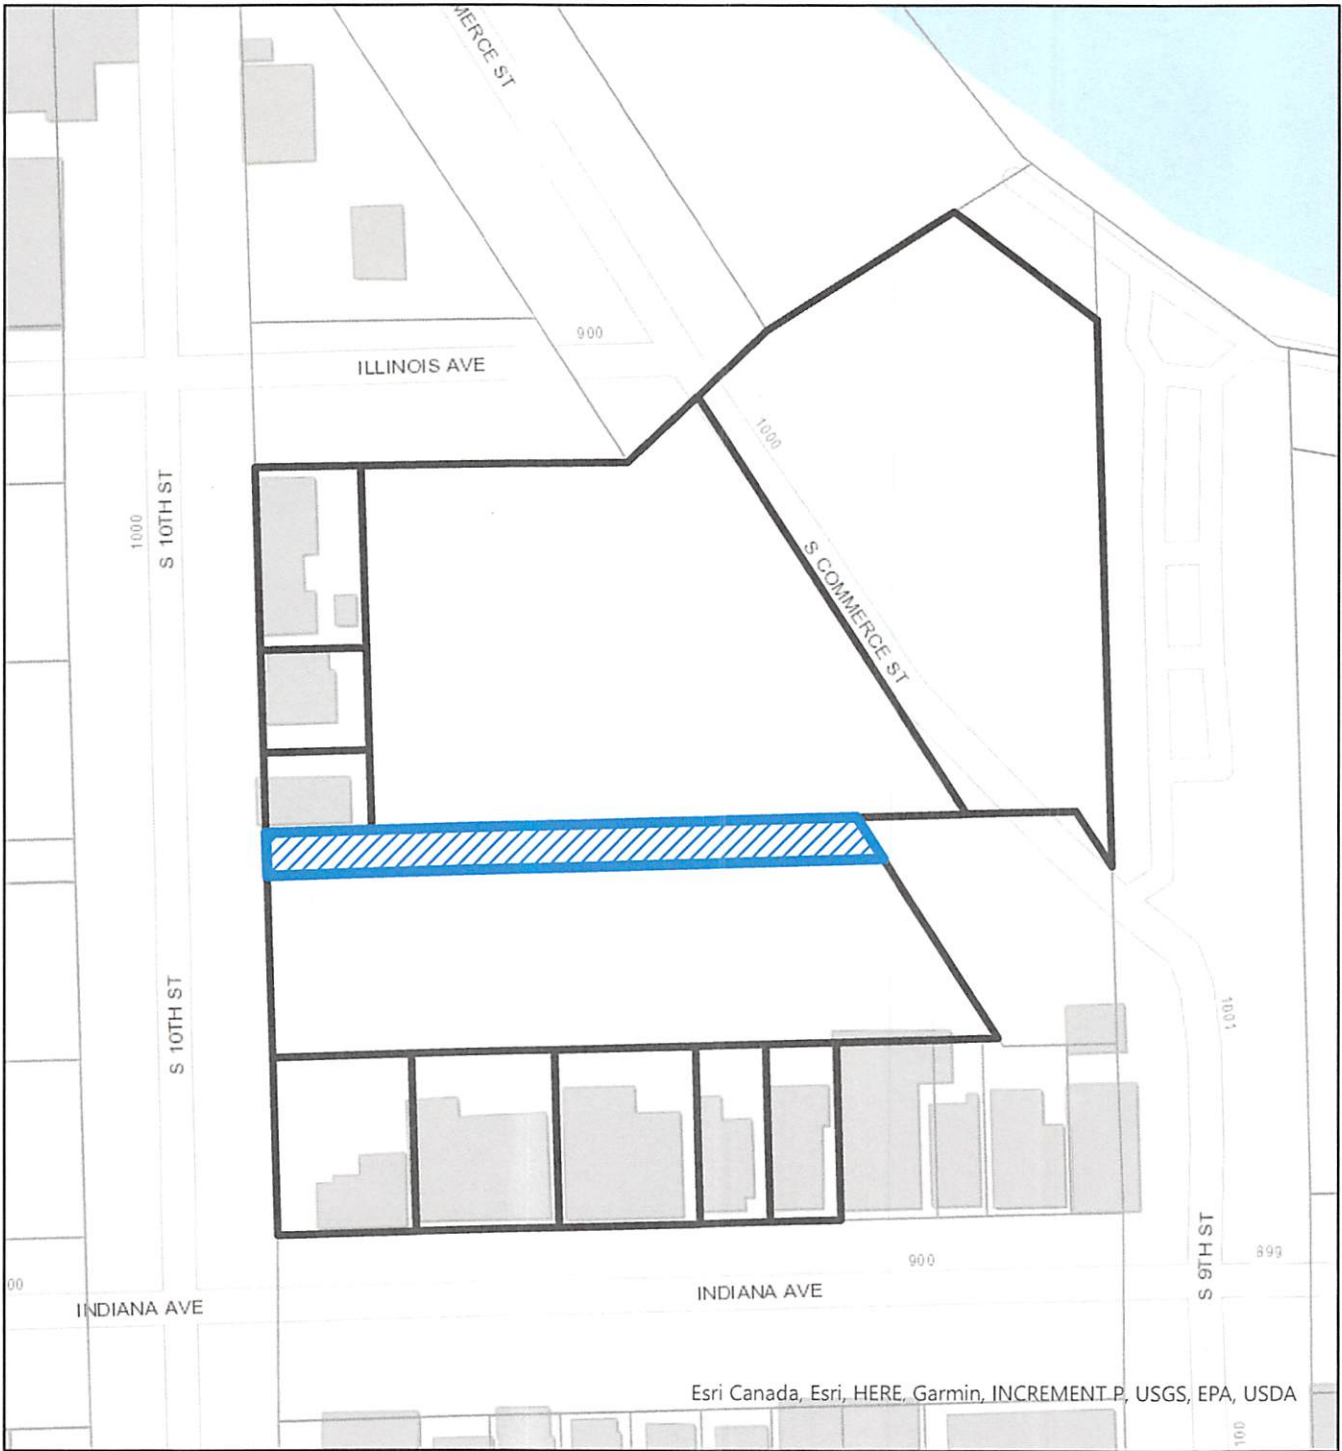 MERCE ST
900
ILLINOIS AVE
1000
1000
S 10TH ST
S COMMERCE ST
S 10TH ST
1001
S 9TH ST
899
900
00
INDIANA AVE
INDIANA AVE
Esri Canada, Esri, HERE, Garmin, INCREMENT P, USGS, EPA, USDA
100